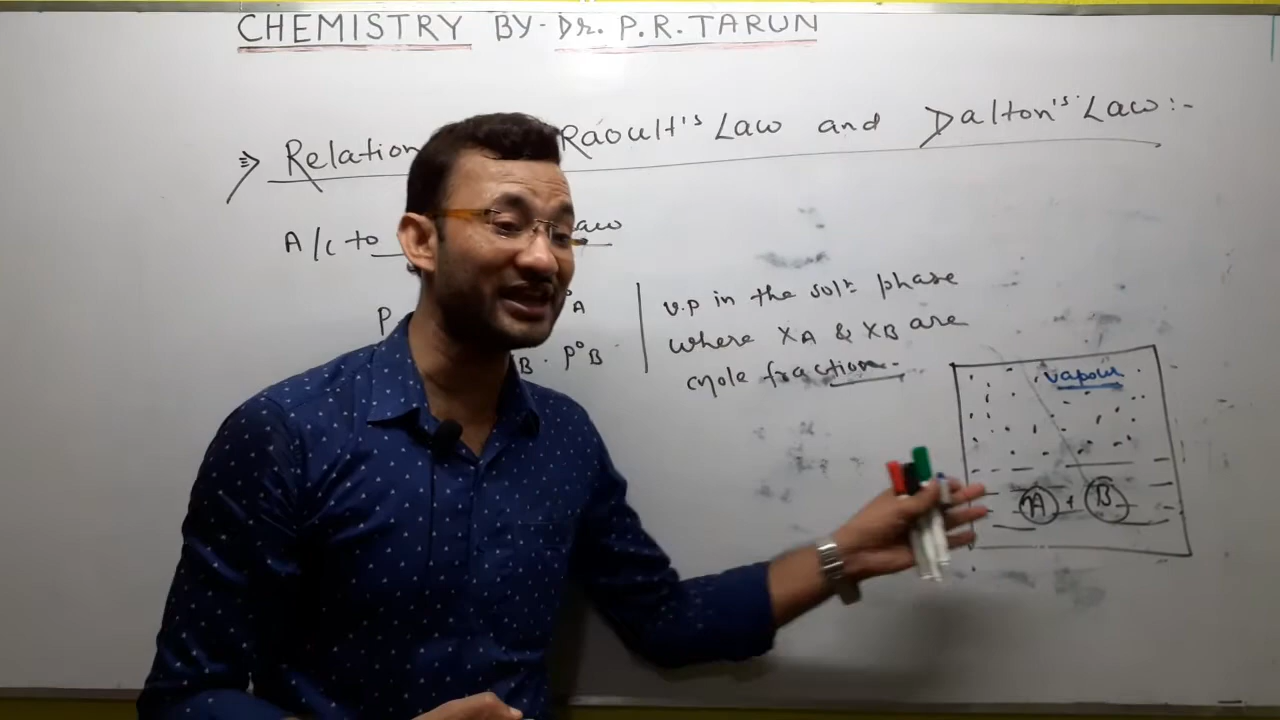 CHEMISTRY BY- Dr. P.R.TARUN
⇛ Relation Raoult's Law and Dalton's Law:-
A/c to aw
P °A
B . P°B
v.p in the solⁿ phase
where XA & XB are
mole fraction.
vapour
A + B